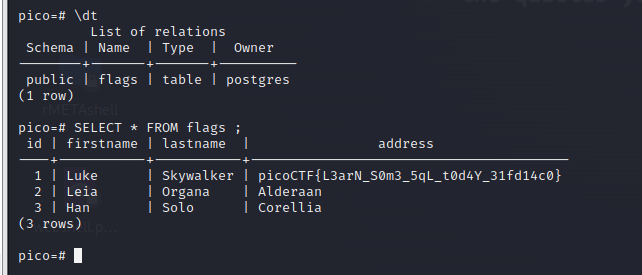 pico=# \dt
List of relations
Schema | Name | Type | Owner
--------+-------+-------+----------
public | flags | table | postgres
(1 row)
pico=# SELECT * FROM flags ;
id | firstname | lastname | address
----+-----------+-----------+----------------------------------------
1 | Luke | Skywalker | picoCTF{L3arN_S0m3_5qL_t0d4Y_31fd14c0}
2 | Leia | Organa | Alderaan
3 | Han | Solo | Corellia
(3 rows)
pico=#